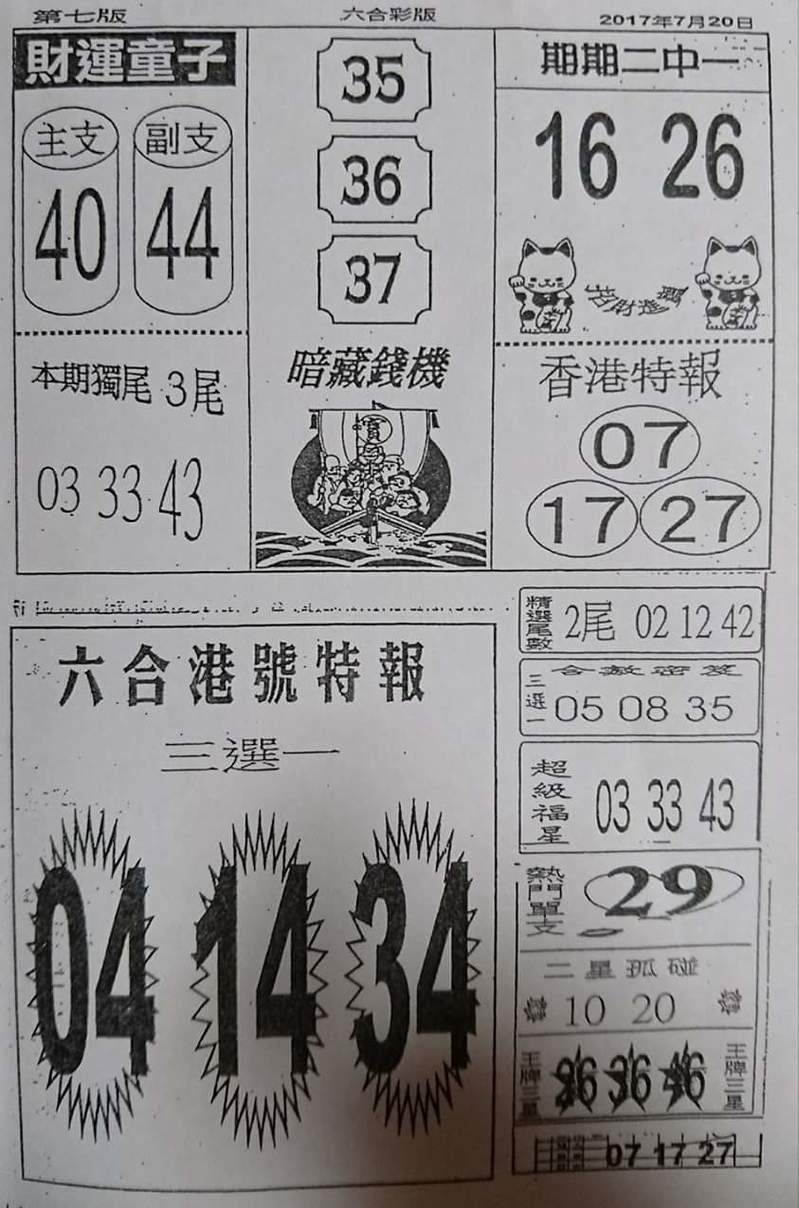 第七版 六合彩版 2017年7月20日
財運童子
主支 副支
40 44
本期獨尾 3尾
03 33 43
35
36
37
暗藏錢機
寶
期期二中一
16 26
香港特報
07
17 27
六合港號特報
三選一
04 14 34
精選尾數 2尾 02 12 42
三選一 05 08 35
超級福星 03 33 43
熱門單支 29
二星孤碰
10 20
王牌三星 26 36 46 王牌三星
07 17 27